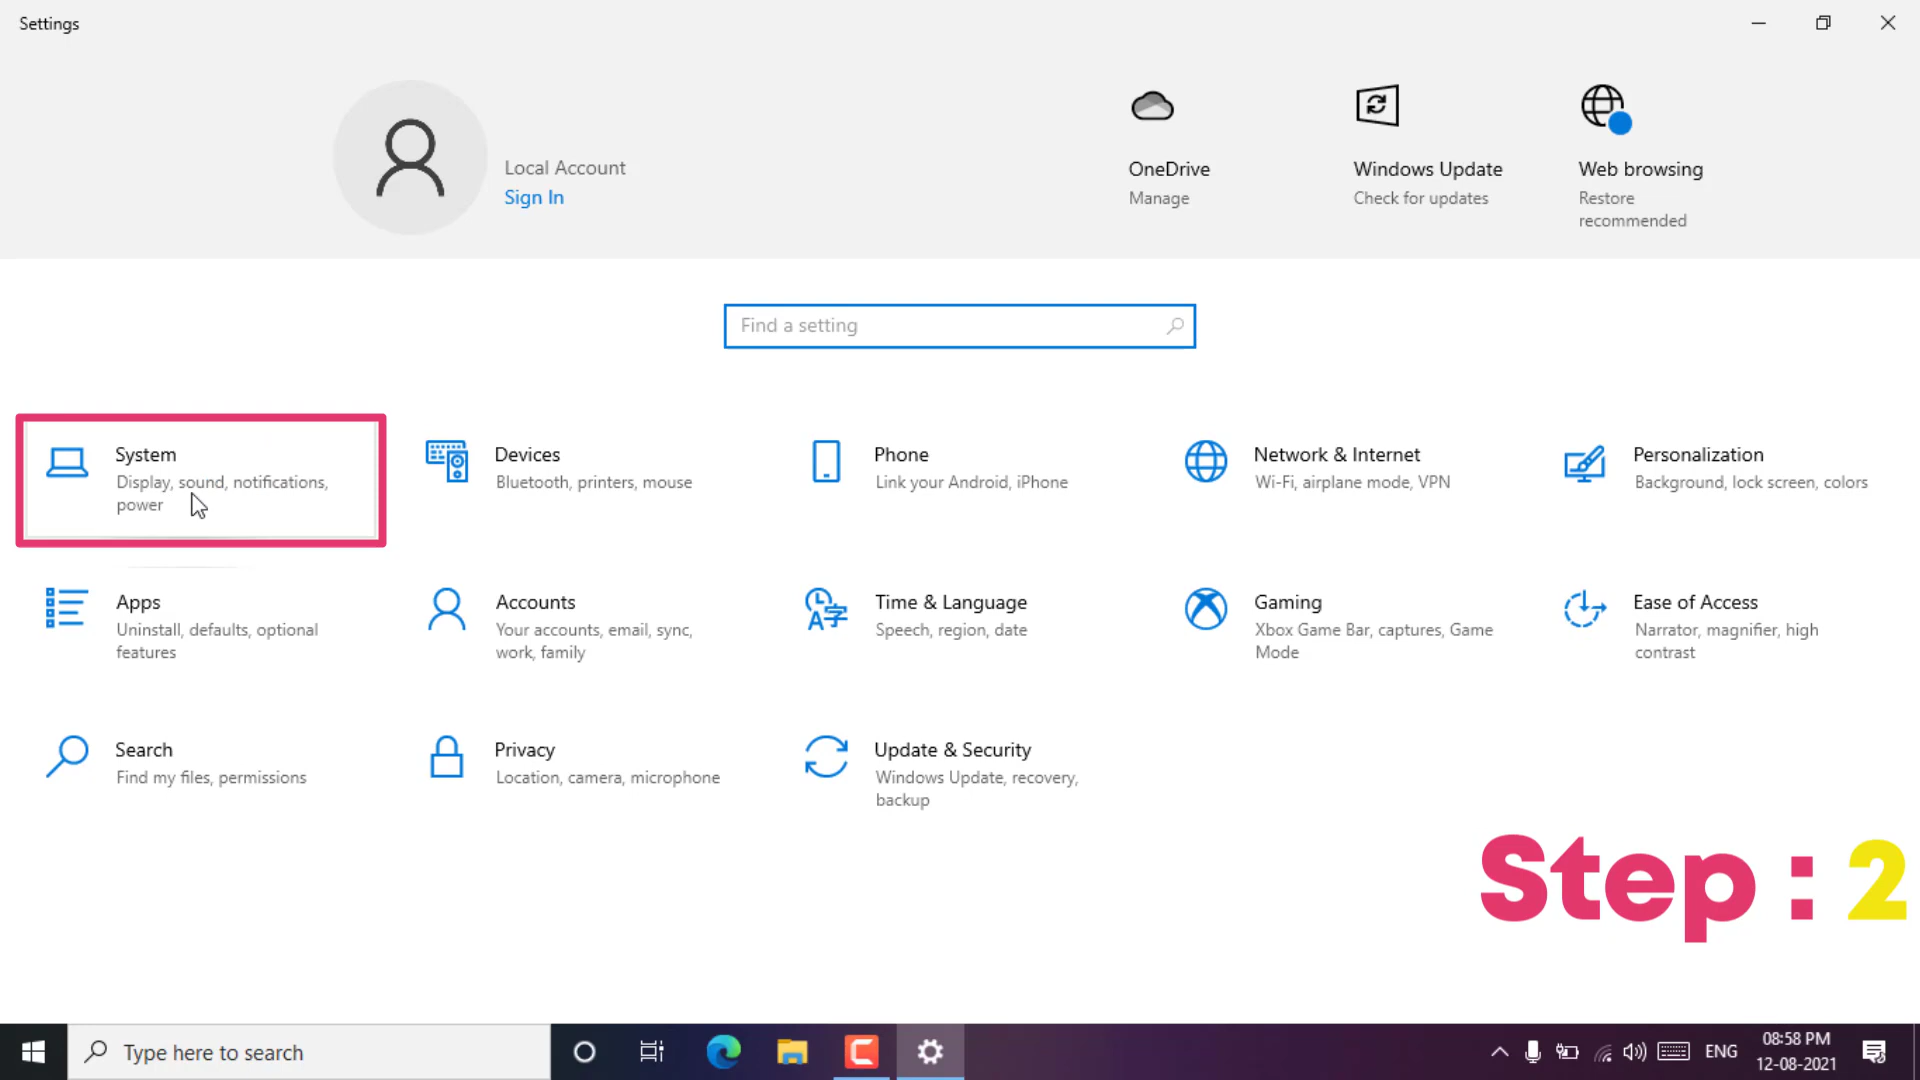 Settings
Local Account
Sign In
OneDrive
Manage
Windows Update
Check for updates
Web browsing
Restore
recommended
Find a setting
System
Display, sound, notifications,
power
Devices
Bluetooth, printers, mouse
Phone
Link your Android, iPhone
Network & Internet
Wi-Fi, airplane mode, VPN
Personalization
Background, lock screen, colors
Apps
Uninstall, defaults, optional
features
Accounts
Your accounts, email, sync,
work, family
Time & Language
Speech, region, date
Gaming
Xbox Game Bar, captures, Game
Mode
Ease of Access
Narrator, magnifier, high
contrast
Search
Find my files, permissions
Privacy
Location, camera, microphone
Update & Security
Windows Update, recovery,
backup
Step : 2
Type here to search
ENG
08:58 PM
12-08-2021